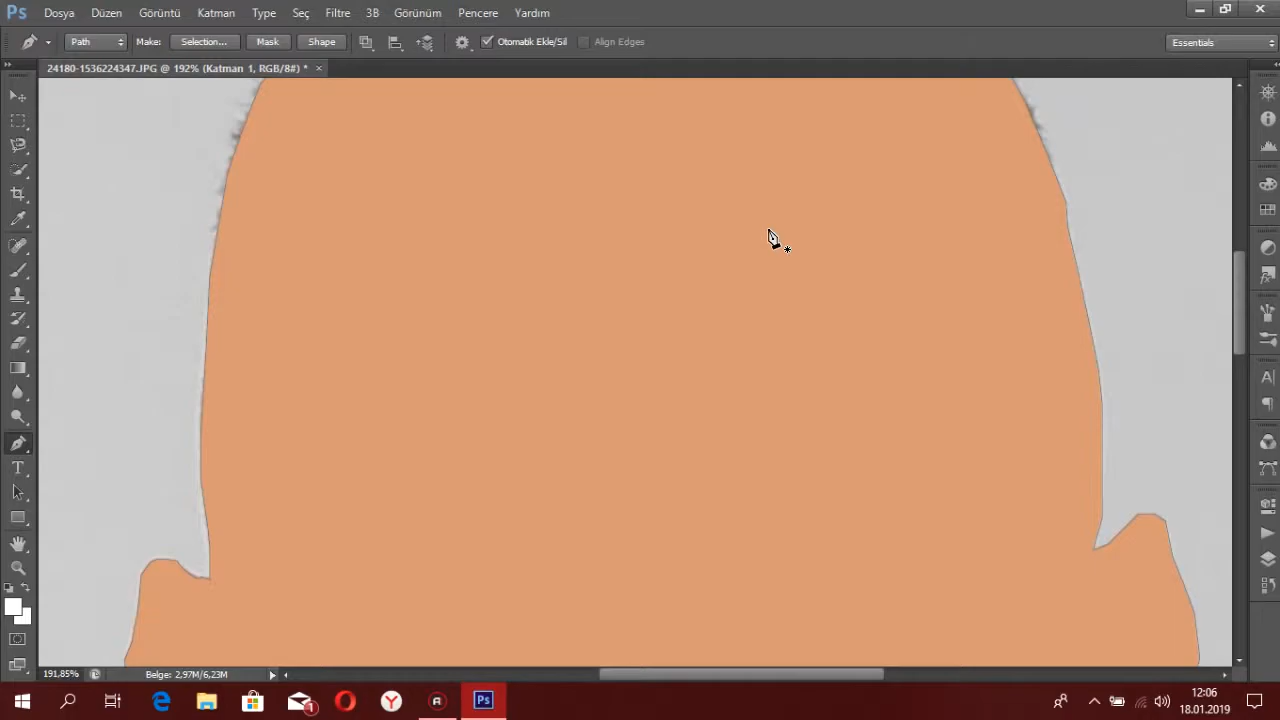 Ps Dosya Düzen Görüntü Katman Type Seç Filtre 3B Görünüm Pencere Yardım
Path Make: Selection... Mask Shape Otomatik Ekle/Sil Align Edges Essentials
24180-1536224347.JPG @ 192% (Katman 1, RGB/8#) * ×
191,85% Belge: 2,97M/6,23M
1 Ps 12:06
18.01.2019